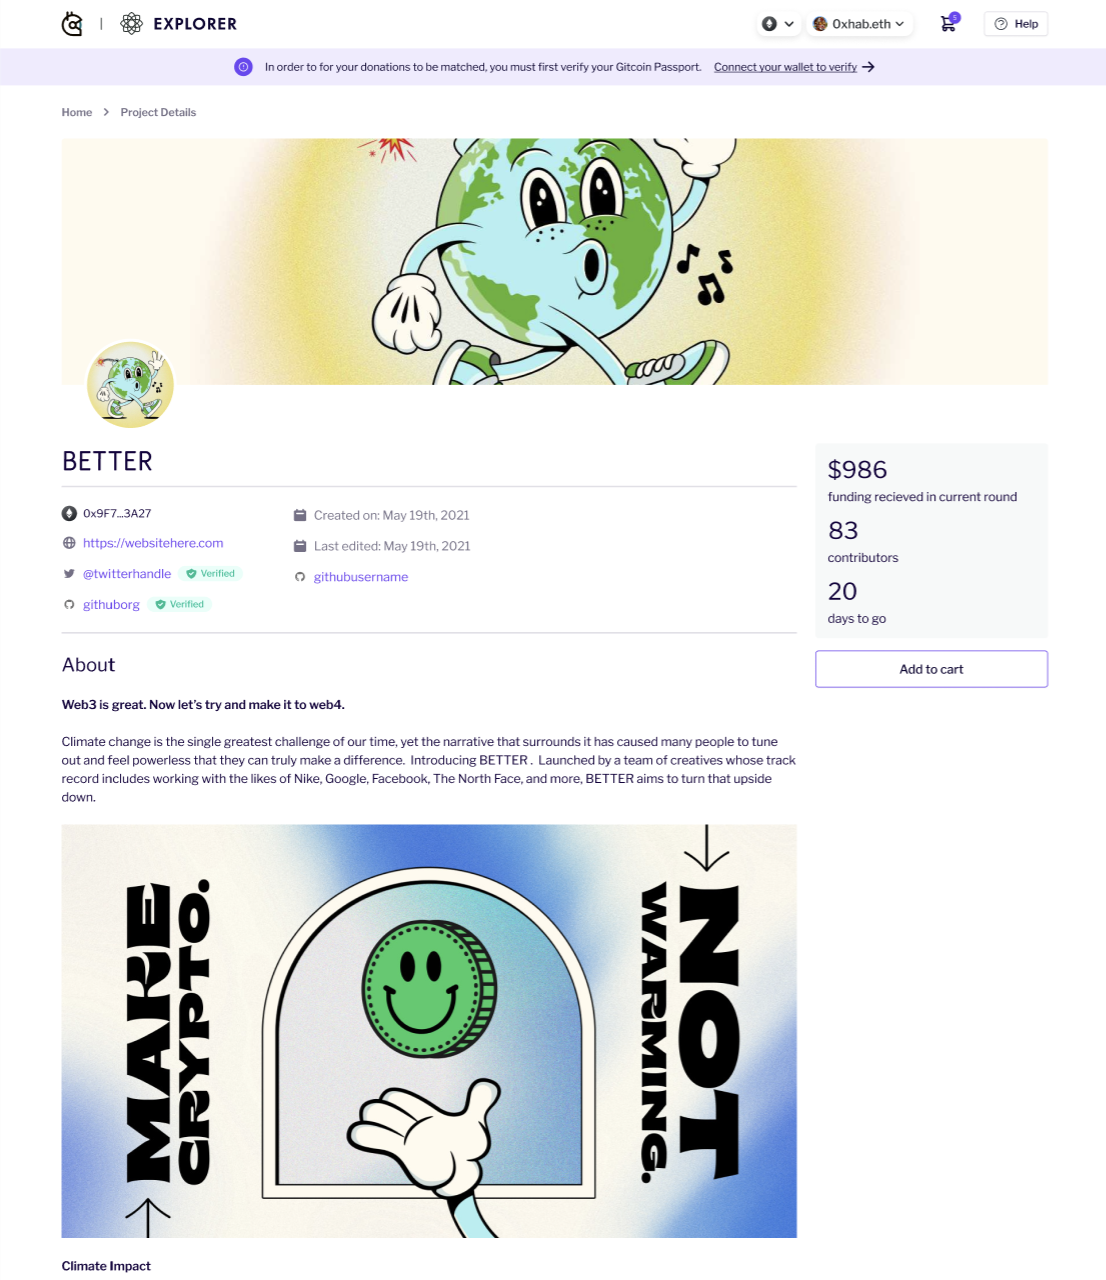 EXPLORER
0xhab.eth
5
Help
In order to for your donations to be matched, you must first verify your Gitcoin Passport. Connect your wallet to verify
Home > Project Details
BETTER
0x9F7...3A27
https://websitehere.com
@twitterhandle Verified
githuborg Verified
Created on: May 19th, 2021
Last edited: May 19th, 2021
githubusername
$986
funding recieved in current round
83
contributors
20
days to go
Add to cart
About
Web3 is great. Now let's try and make it to web4.
Climate change is the single greatest challenge of our time, yet the narrative that surrounds it has caused many people to tune
out and feel powerless that they can truly make a difference. Introducing BETTER . Launched by a team of creatives whose track
record includes working with the likes of Nike, Google, Facebook, The North Face, and more, BETTER aims to turn that upside
down.
MAKE
CRYPTO.
NOT
WARMING.
Climate Impact